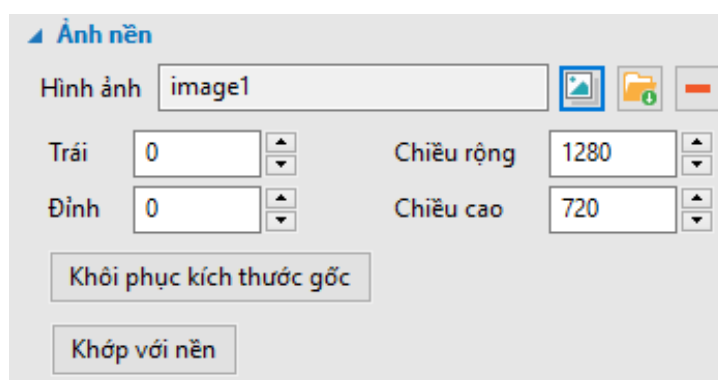 Ảnh nền
Hình ảnh image1
Trái 0 Chiều rộng 1280
Đỉnh 0 Chiều cao 720
Khôi phục kích thước gốc
Khớp với nền